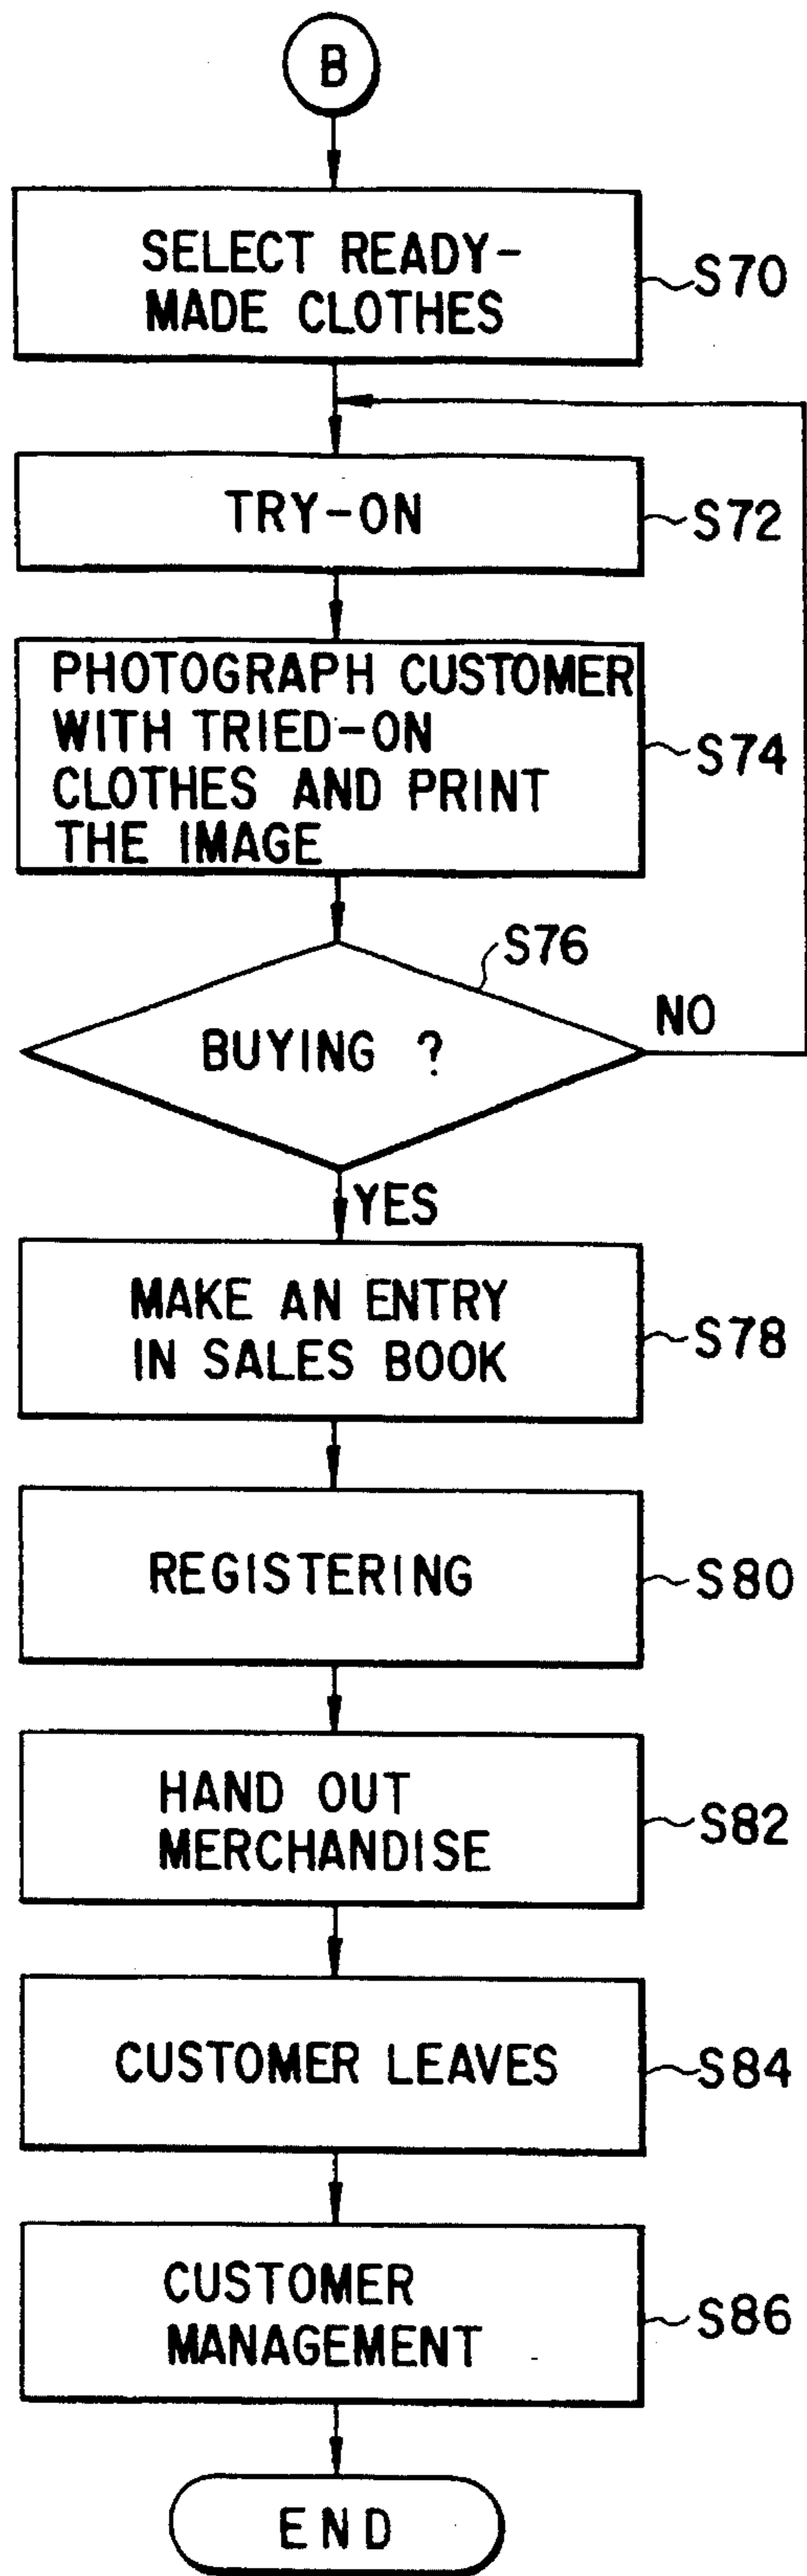 B
SELECT READY-
MADE CLOTHES
S70
TRY-ON
S72
PHOTOGRAPH CUSTOMER
WITH TRIED-ON
CLOTHES AND PRINT
THE IMAGE
S74
S76
BUYING ?
NO
YES
MAKE AN ENTRY
IN SALES BOOK
S78
REGISTERING
S80
HAND OUT
MERCHANDISE
S82
CUSTOMER LEAVES
S84
CUSTOMER
MANAGEMENT
S86
END